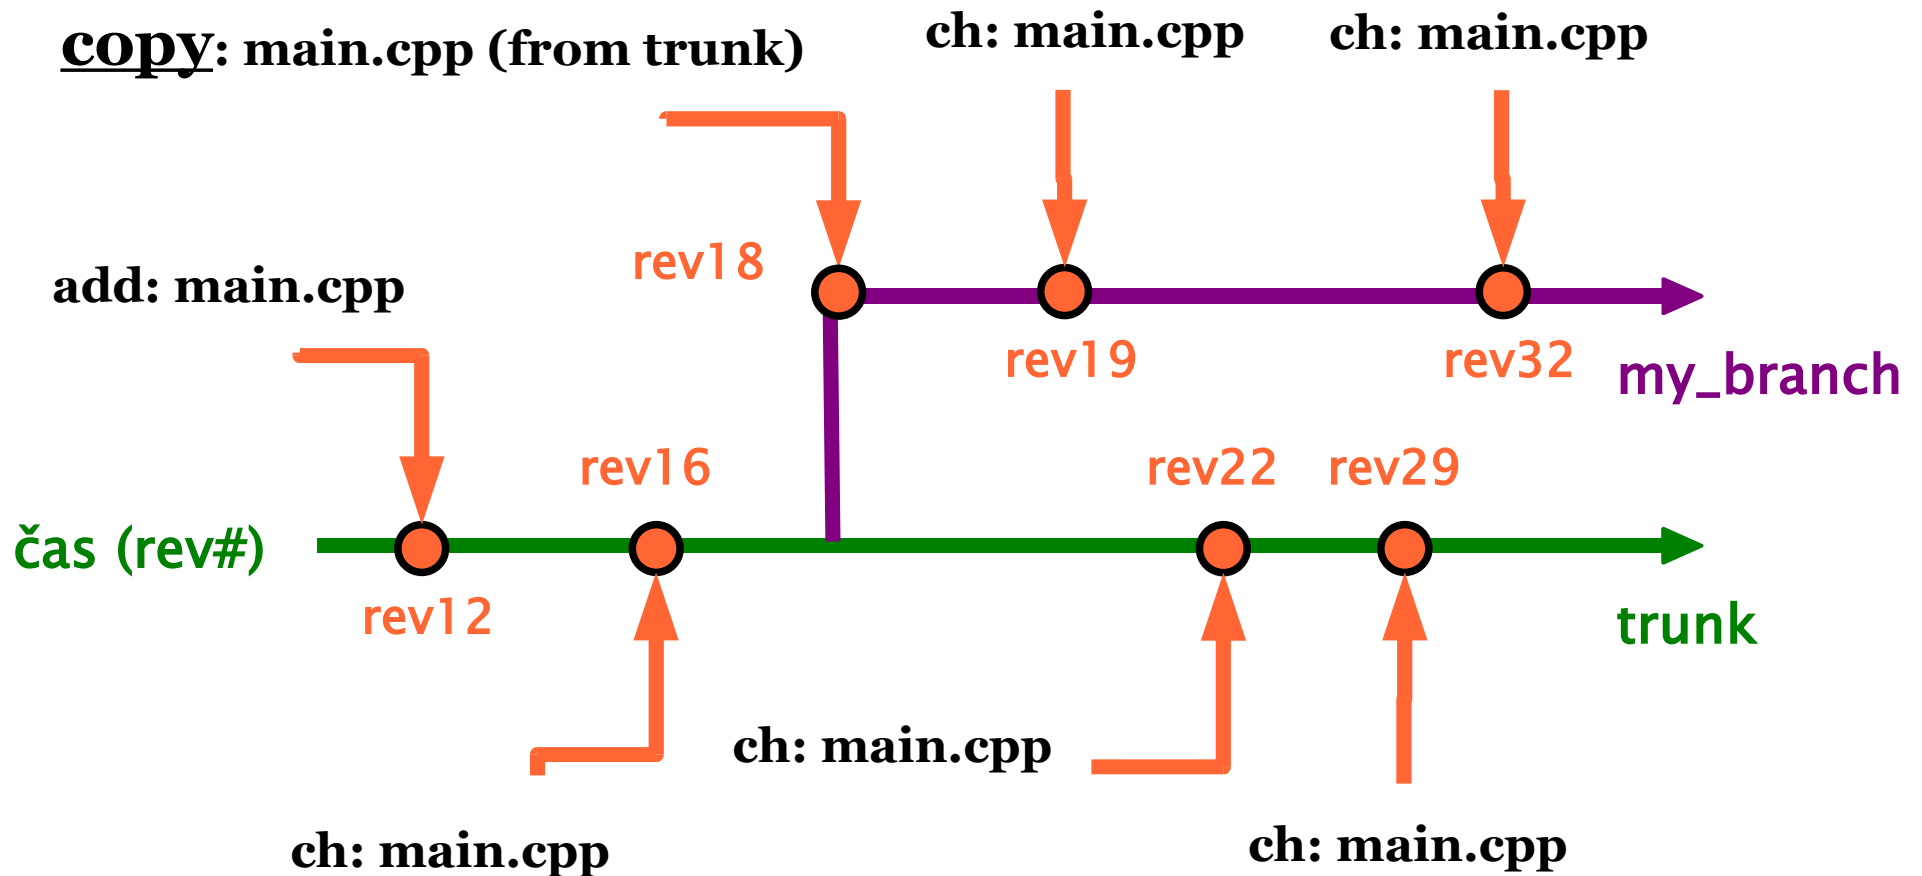 copy: main.cpp (from trunk)
ch: main.cpp
ch: main.cpp
rev18
add: main.cpp
rev19
rev32
my_branch
rev16
rev22
rev29
čas (rev#)
rev12
trunk
ch: main.cpp
ch: main.cpp
ch: main.cpp